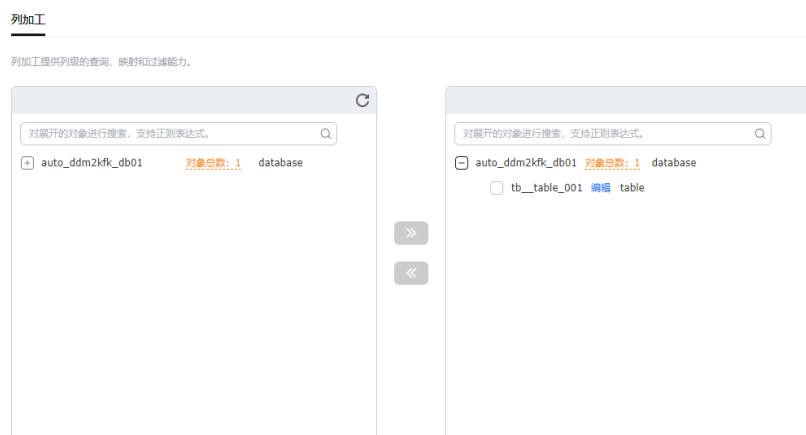 列加工
列加工提供列级的查询、映射和过滤能力。
对展开的对象进行搜索，支持正则表达式。
auto_ddm2kfk_db01 对象总数：1 database
对展开的对象进行搜索，支持正则表达式。
auto_ddm2kfk_db01 对象总数：1 database
tb__table_001 编辑 table